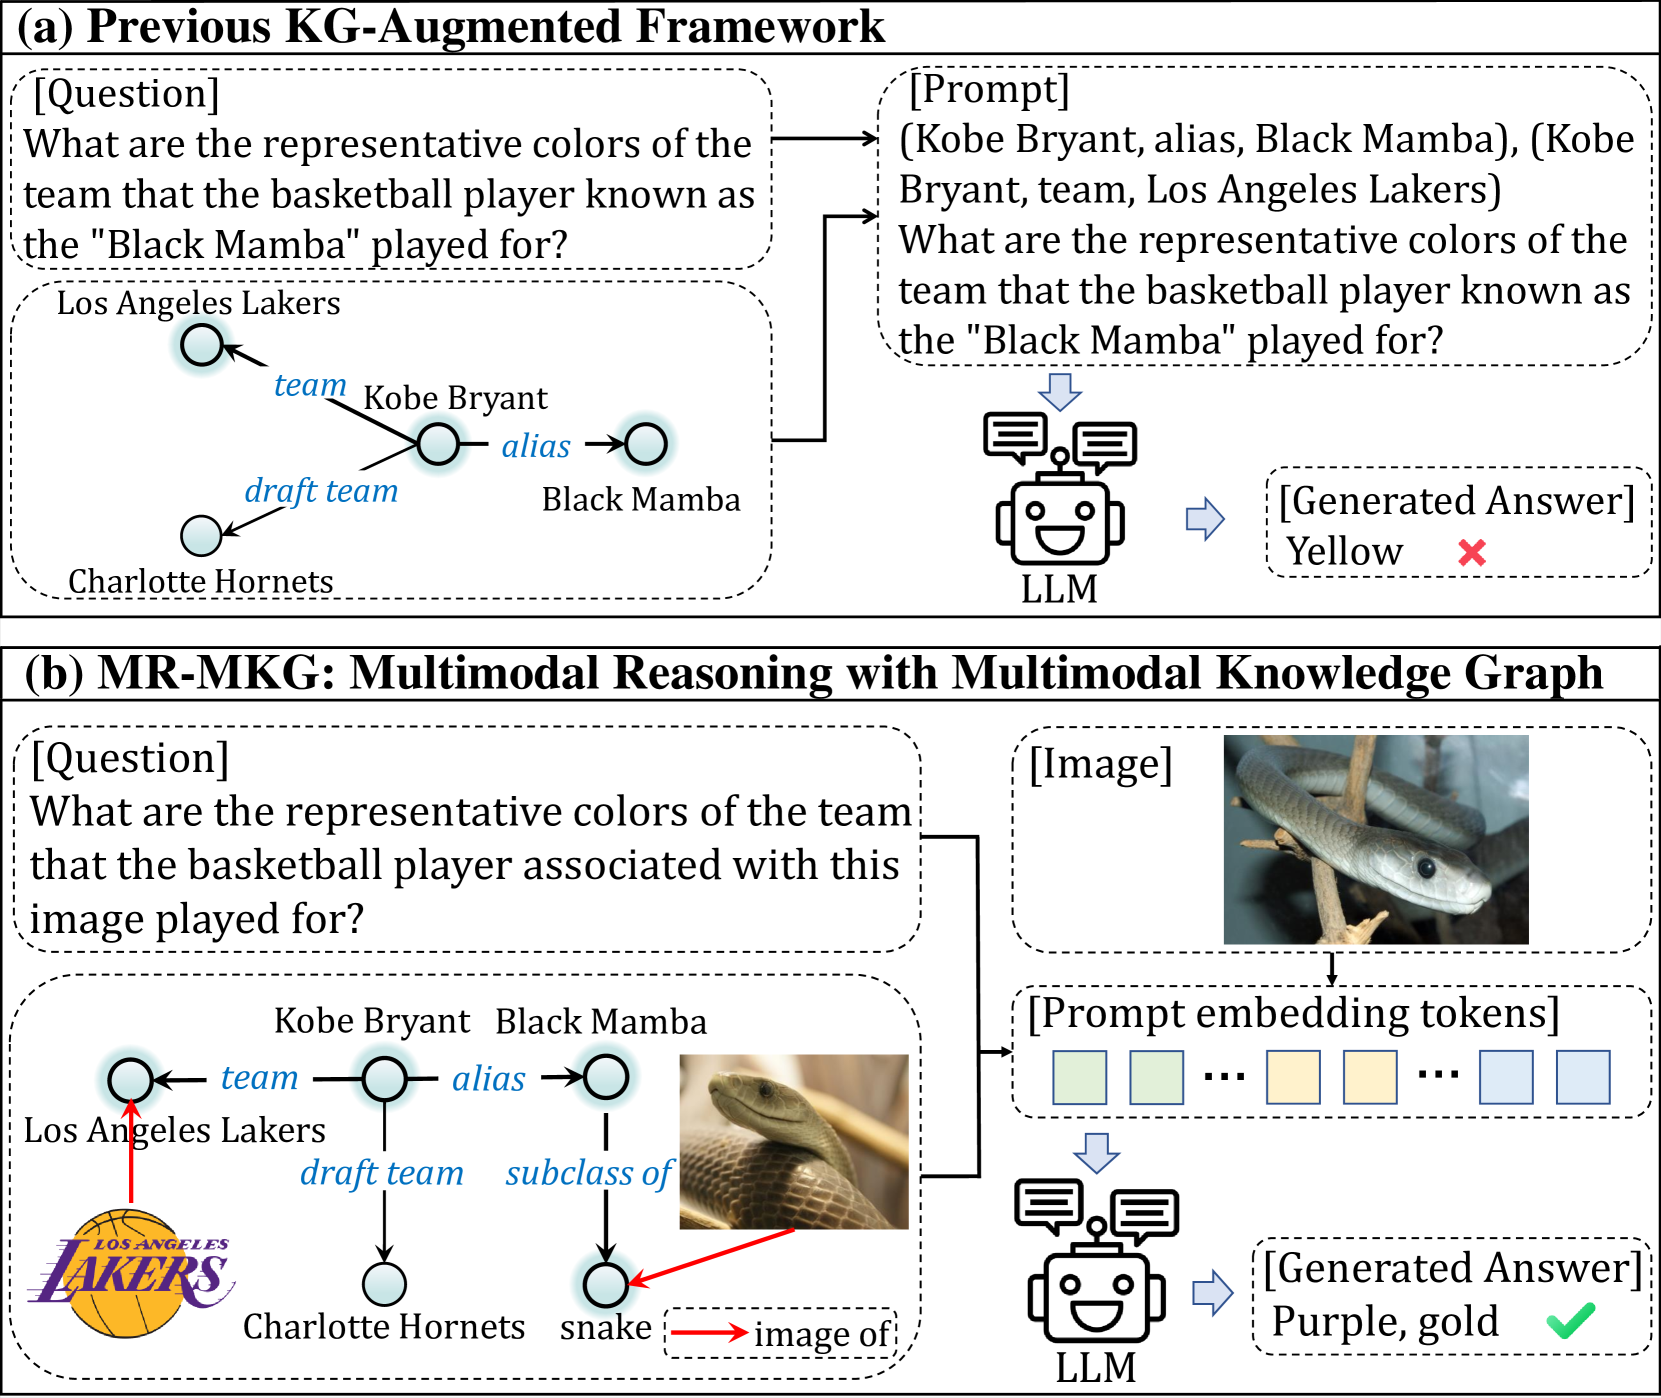 (a) Previous KG-Augmented Framework
[Question]
What are the representative colors of the
team that the basketball player known as
the "Black Mamba" played for?
Los Angeles Lakers
team
Kobe Bryant
alias
draft team
Black Mamba
Charlotte Hornets
[Prompt]
(Kobe Bryant, alias, Black Mamba), (Kobe
Bryant, team, Los Angeles Lakers)
What are the representative colors of the
team that the basketball player known as
the "Black Mamba" played for?
LLM
[Generated Answer]
Yellow
(b) MR-MKG: Multimodal Reasoning with Multimodal Knowledge Graph
[Question]
What are the representative colors of the team
that the basketball player associated with this
image played for?
[Image]
Kobe Bryant
Black Mamba
team
alias
Los Angeles Lakers
draft team
subclass of
LOS ANGELES
LAKERS
Charlotte Hornets
snake
image of
[Prompt embedding tokens]
... ...
LLM
[Generated Answer]
Purple, gold